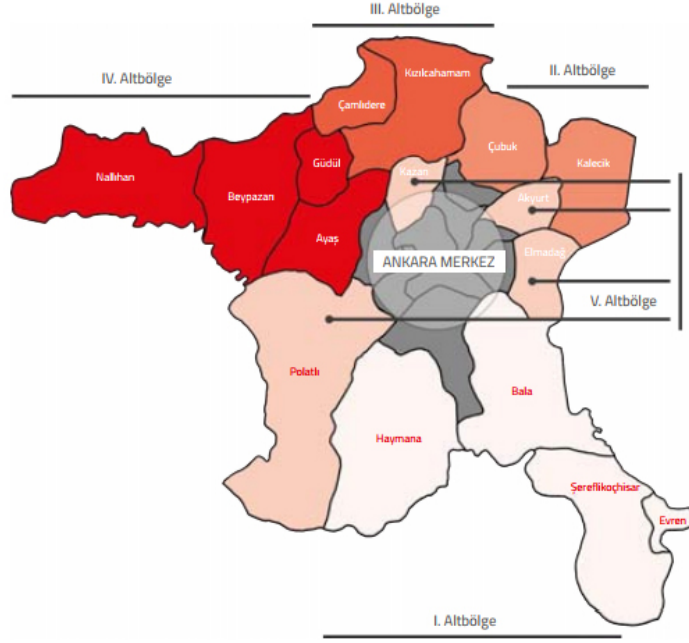 III. Altbölge
IV. Altbölge
II. Altbölge
Kızılcahamam
Çamlıdere
Çubuk
Kalecik
Güdül
Kazan
Nallıhan
Beypazarı
Akyurt
Ayaş
Elmadağ
ANKARA MERKEZ
V. Altbölge
Polatlı
Bala
Haymana
Şereflikoçhisar
Evren
I. Altbölge